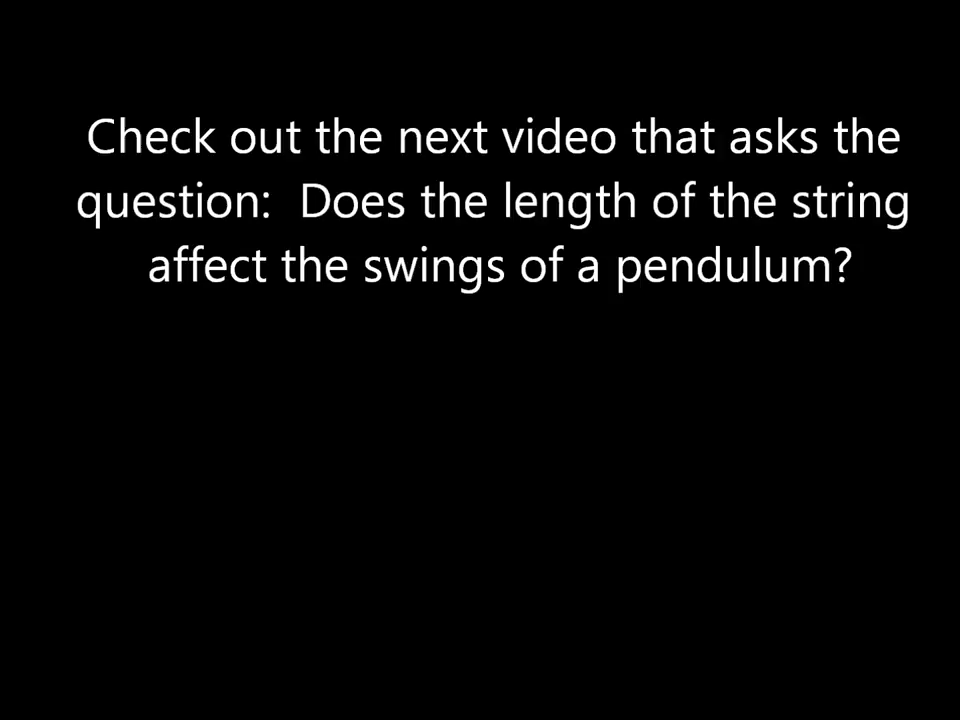 Check out the next video that asks the
question:  Does the length of the string
affect the swings of a pendulum?